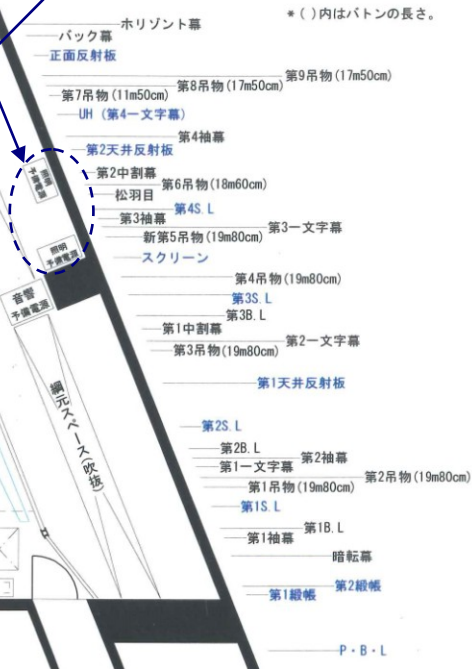 *( )内はバトンの長さ。
ホリゾント幕
バック幕
正面反射板
第9吊物(17m50cm)
第8吊物(17m50cm)
第7吊物(11m50cm)
UH (第4一文字幕)
第4袖幕
第2天井反射板
第2中割幕
第6吊物(18m60cm)
松羽目
第4S.L
第3袖幕
第3一文字幕
新第5吊物(19m80cm)
スクリーン
第4吊物(19m80cm)
第3S.L
第3B.L
第1中割幕
第2一文字幕
第3吊物(19m80cm)
第1天井反射板
第2S.L
第2B.L
第2袖幕
第1一文字幕
第2吊物(19m80cm)
第1吊物(19m80cm)
第1S.L
第1B.L
第1袖幕
暗転幕
第2緞帳
第1緞帳
P・B・L
照明
予備電源
照明
予備電源
音響
予備電源
綱元スペース(吹抜)